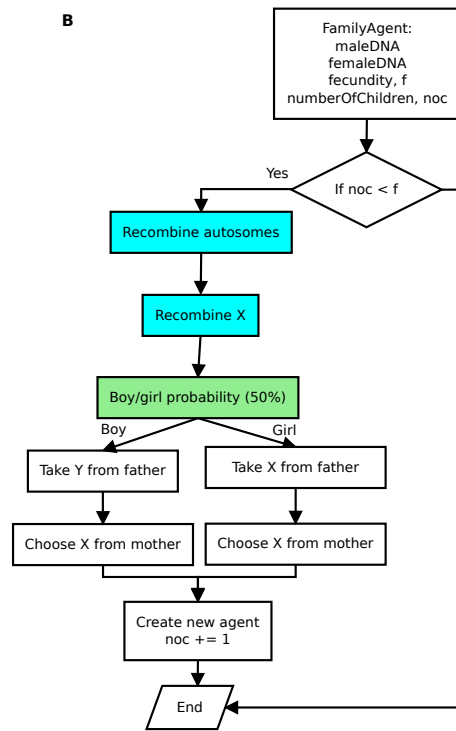 B
FamilyAgent:
maleDNA
femaleDNA
fecundity, f
numberOfChildren, noc
If noc < f
Yes
Recombine autosomes
Recombine X
Boy/girl probability (50%)
Boy
Girl
Take Y from father
Take X from father
Choose X from mother
Choose X from mother
Create new agent
noc += 1
End